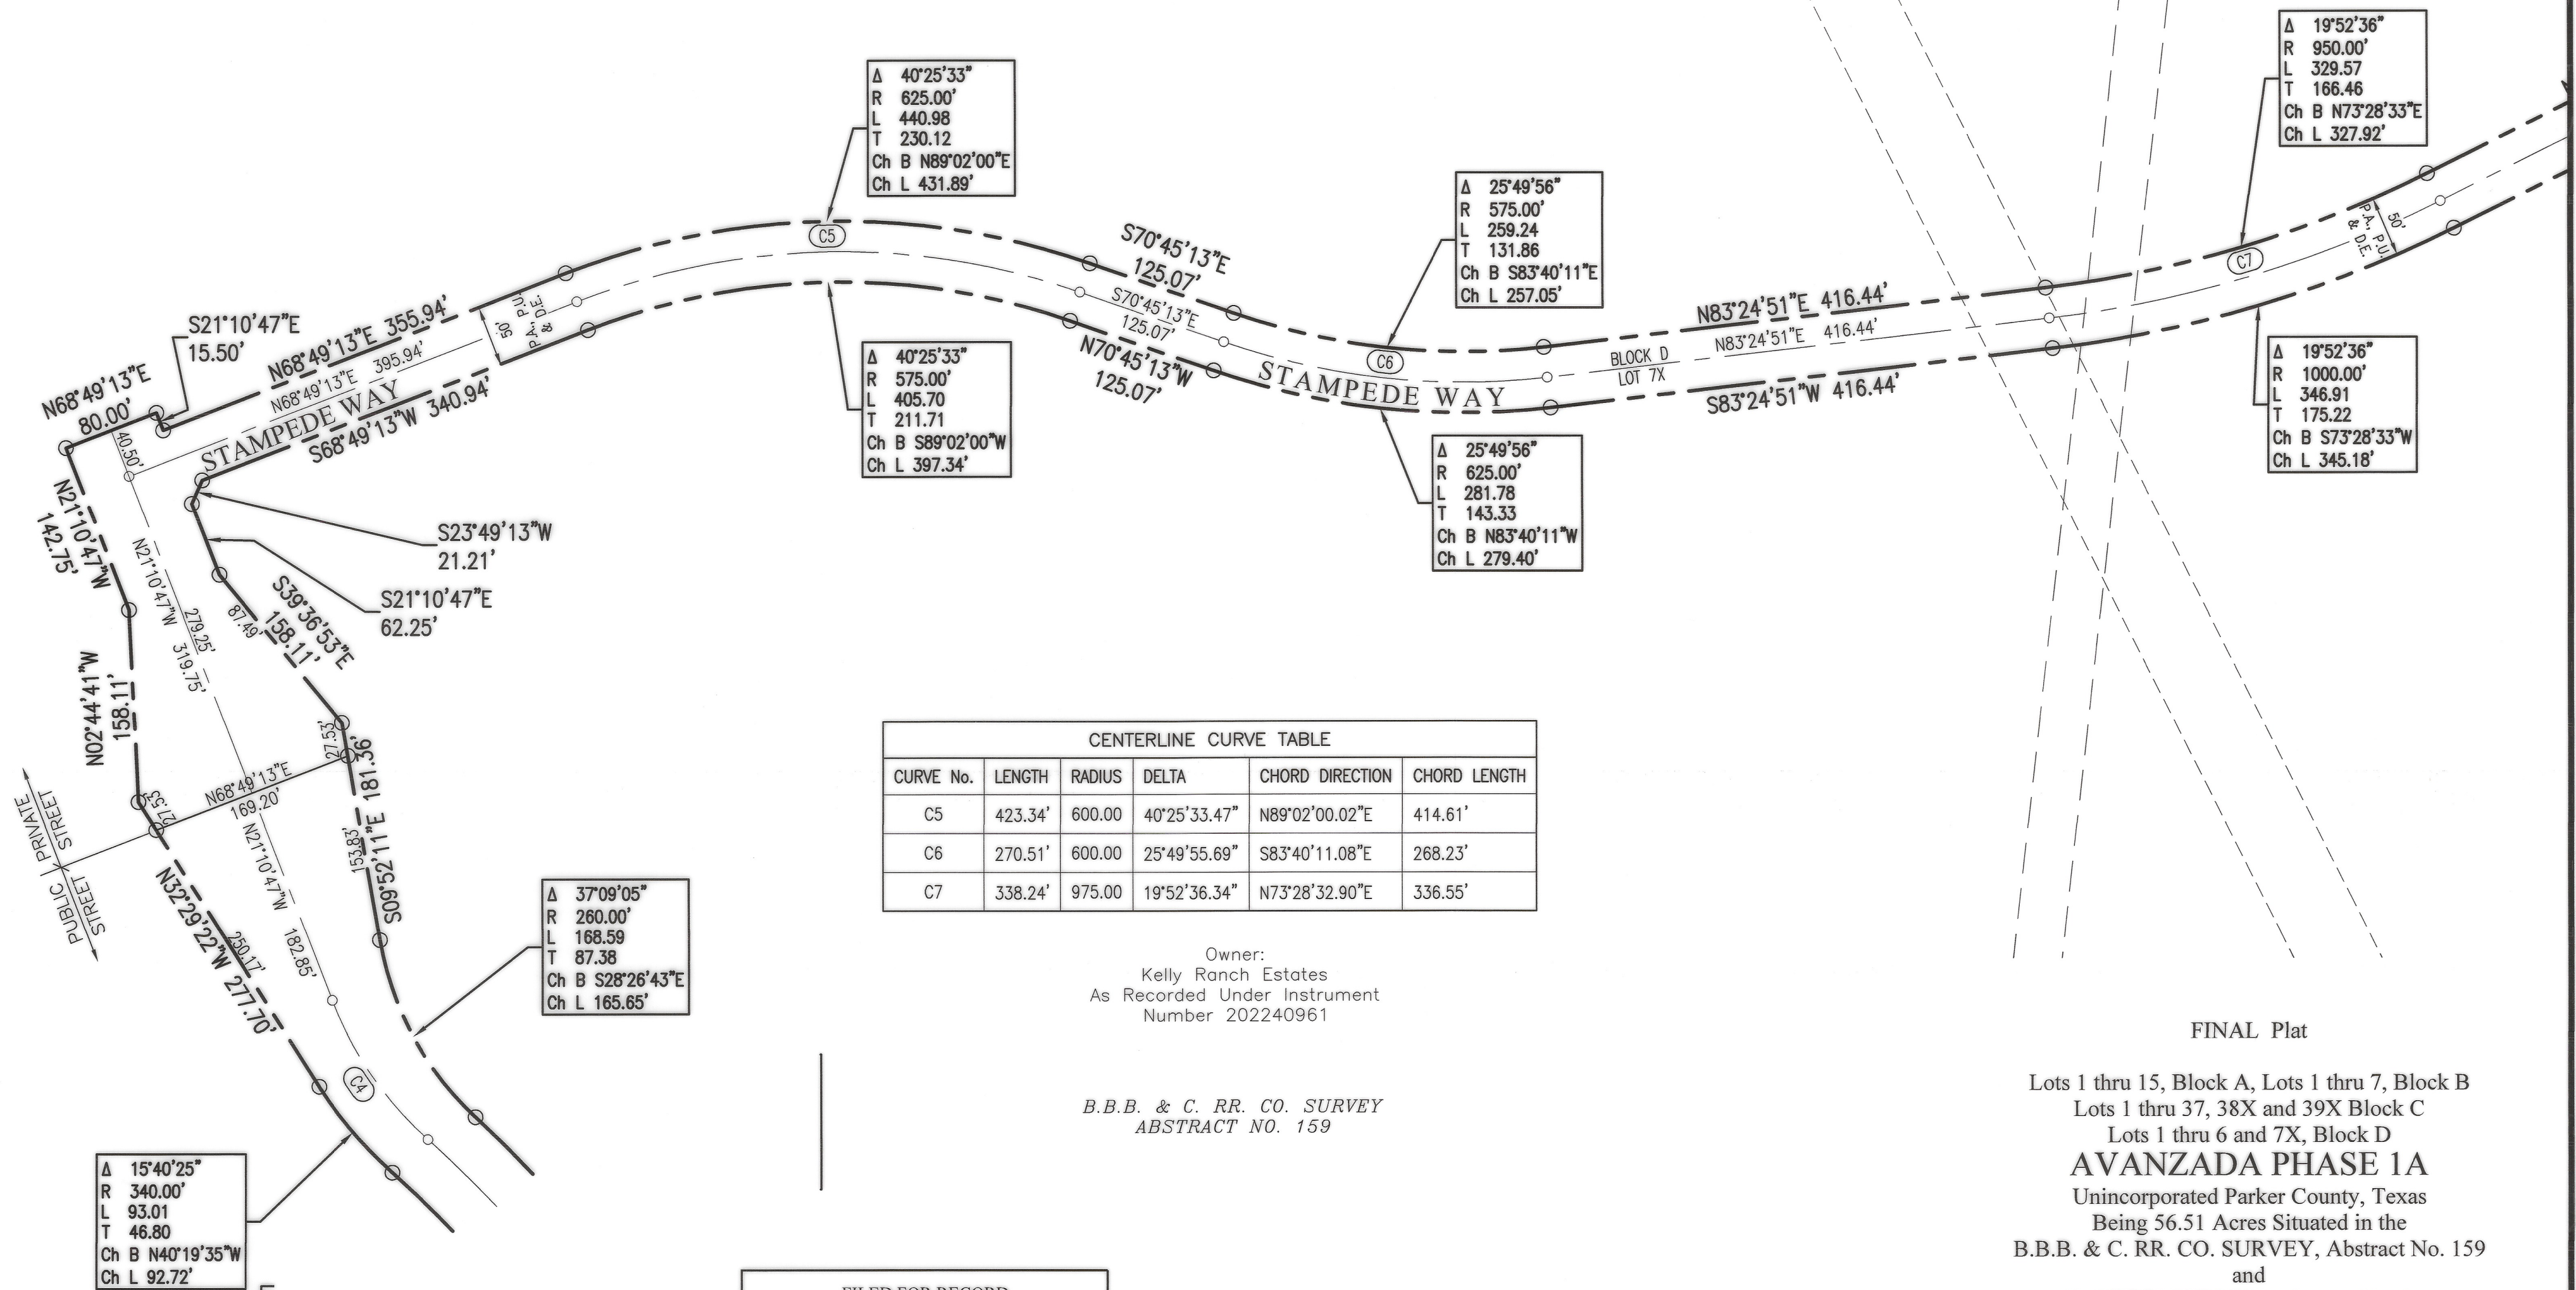 Δ 19°52'36"
R 950.00'
L 329.57
T 166.46
Ch B N73°28'33"E
Ch L 327.92'
Δ 40°25'33"
R 625.00'
L 440.98
T 230.12
Ch B N89°02'00"E
Ch L 431.89'
Δ 25°49'56"
R 575.00'
L 259.24
T 131.86
Ch B S83°40'11"E
Ch L 257.05'
C5
S70°45'13"E
125.07'
S70°45'13"E
125.07'
N70°45'13"W
125.07'
50'
P.A., P.U.
& D.E.
C7
N83°24'51"E 416.44'
N83°24'51"E 416.44'
BLOCK D
LOT 7X
S83°24'51"W 416.44'
C6
STAMPEDE WAY
S21°10'47"E
15.50'
N68°49'13"E
80.00'
N68°49'13"E 355.94'
N68°49'13"E 395.94'
50'
P.A., P.U.
& D.E.
STAMPEDE WAY
S68°49'13"W 340.94'
40.50'
Δ 40°25'33"
R 575.00'
L 405.70
T 211.71
Ch B S89°02'00"W
Ch L 397.34'
Δ 19°52'36"
R 1000.00'
L 346.91
T 175.22
Ch B S73°28'33"W
Ch L 345.18'
Δ 25°49'56"
R 625.00'
L 281.78
T 143.33
Ch B N83°40'11"W
Ch L 279.40'
N21°10'47"W
142.75'
S23°49'13"W
21.21'
S21°10'47"E
62.25'
N21°10'47"W 319.75'
279.25'
S39°36'53"E
158.11'
87.49'
N02°44'41"W
158.11'
27.53'
27.53
N68°49'13"E
169.20'
PRIVATE
STREET
PUBLIC
STREET
S09°52'11"E 181.36'
153.83'
N21°10'47"W 182.85'
N32°29'22"W 277.70'
250.17'
CENTERLINE CURVE TABLE
CURVE No. LENGTH RADIUS DELTA CHORD DIRECTION CHORD LENGTH
C5 423.34' 600.00 40°25'33.47" N89°02'00.02"E 414.61'
C6 270.51' 600.00 25°49'55.69" S83°40'11.08"E 268.23'
C7 338.24' 975.00 19°52'36.34" N73°28'32.90"E 336.55'
Δ 37°09'05"
R 260.00'
L 168.59
T 87.38
Ch B S28°26'43"E
Ch L 165.65'
C4
Owner:
Kelly Ranch Estates
As Recorded Under Instrument
Number 202240961
B.B.B. & C. RR. CO. SURVEY
ABSTRACT NO. 159
Δ 15°40'25"
R 340.00'
L 93.01
T 46.80
Ch B N40°19'35"W
Ch L 92.72'
FINAL Plat
Lots 1 thru 15, Block A, Lots 1 thru 7, Block B
Lots 1 thru 37, 38X and 39X Block C
Lots 1 thru 6 and 7X, Block D
AVANZADA PHASE 1A
Unincorporated Parker County, Texas
Being 56.51 Acres Situated in the
B.B.B. & C. RR. CO. SURVEY, Abstract No. 159
and